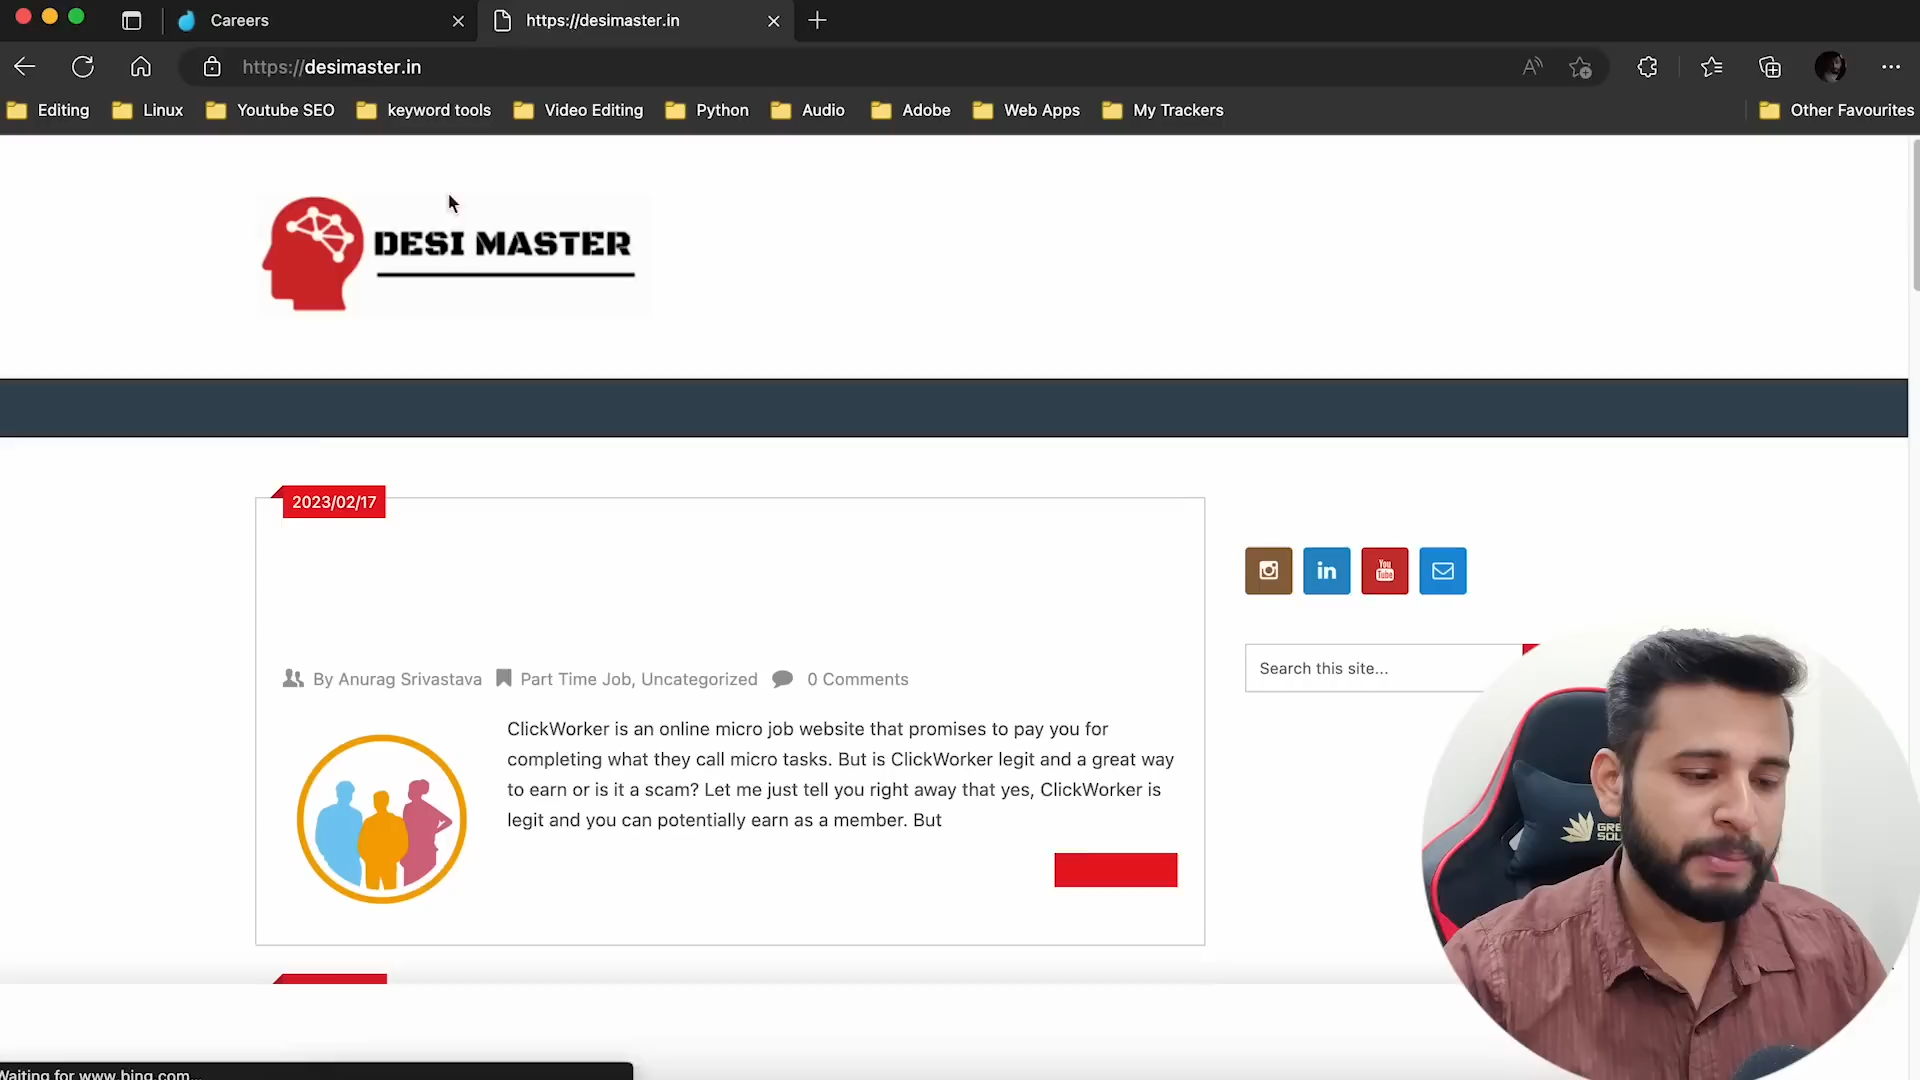 Careers
https://desimaster.in
https://desimaster.in
Editing
Linux
Youtube SEO
keyword tools
Video Editing
Python
Audio
Adobe
Web Apps
My Trackers
Other Favourites
DESI MASTER
2023/02/17
You
Tube
in
Search this site...
By Anurag Srivastava
Part Time Job, Uncategorized
0 Comments
ClickWorker is an online micro job website that promises to pay you for
completing what they call micro tasks. But is ClickWorker legit and a great way
to earn or is it a scam? Let me just tell you right away that yes, ClickWorker is
legit and you can potentially earn as a member. But
Waiting for www.bing.com...